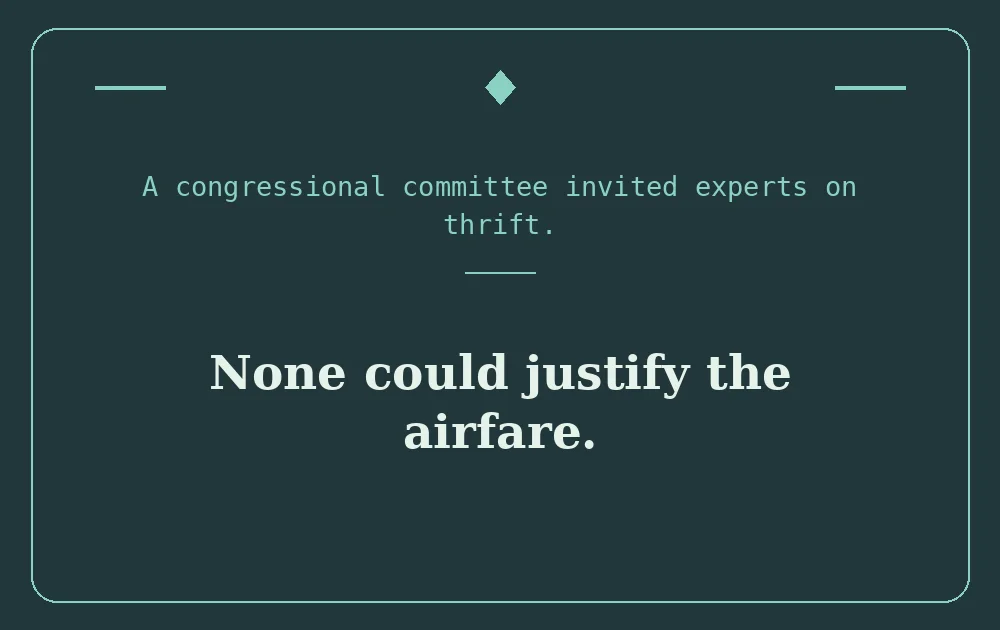 A congressional committee invited experts on
thrift.
None could justify the
airfare.